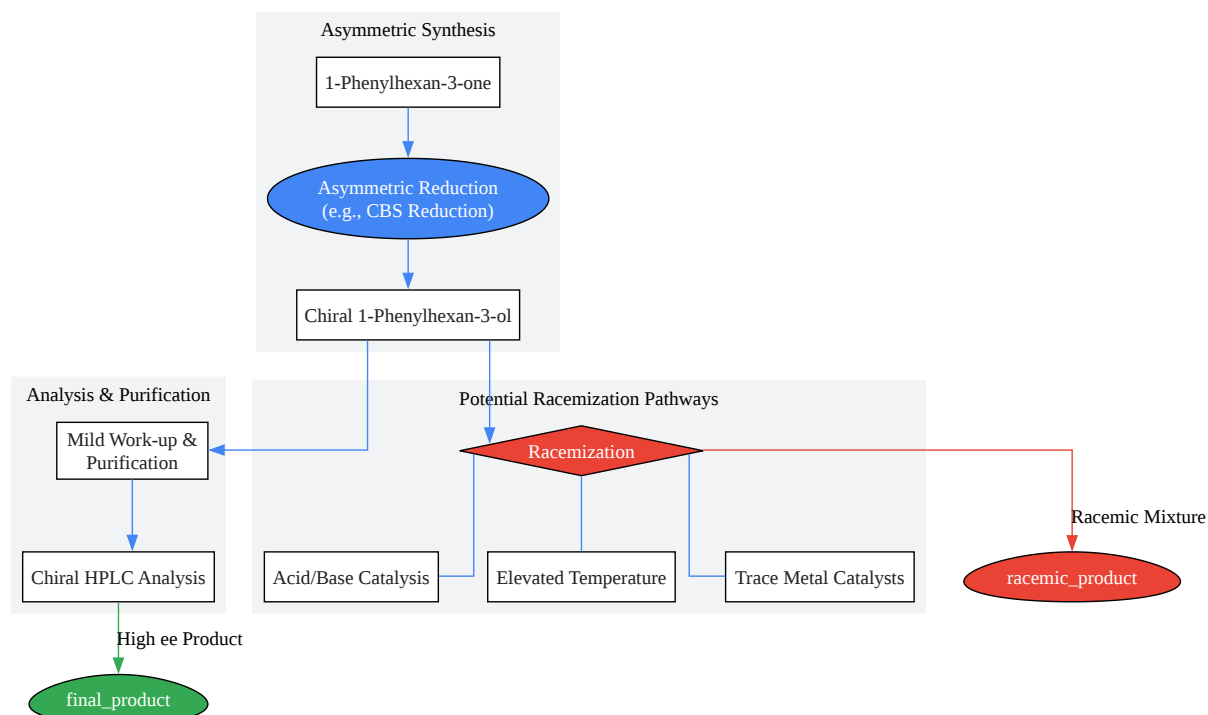 Asymmetric Synthesis
1-Phenylhexan-3-one
Asymmetric Reduction
(e.g., CBS Reduction)
Chiral 1-Phenylhexan-3-ol
Analysis & Purification
Mild Work-up &
Purification
Chiral HPLC Analysis
High ee Product
final_product
Potential Racemization Pathways
Racemization
Acid/Base Catalysis
Elevated Temperature
Trace Metal Catalysts
Racemic Mixture
racemic_product